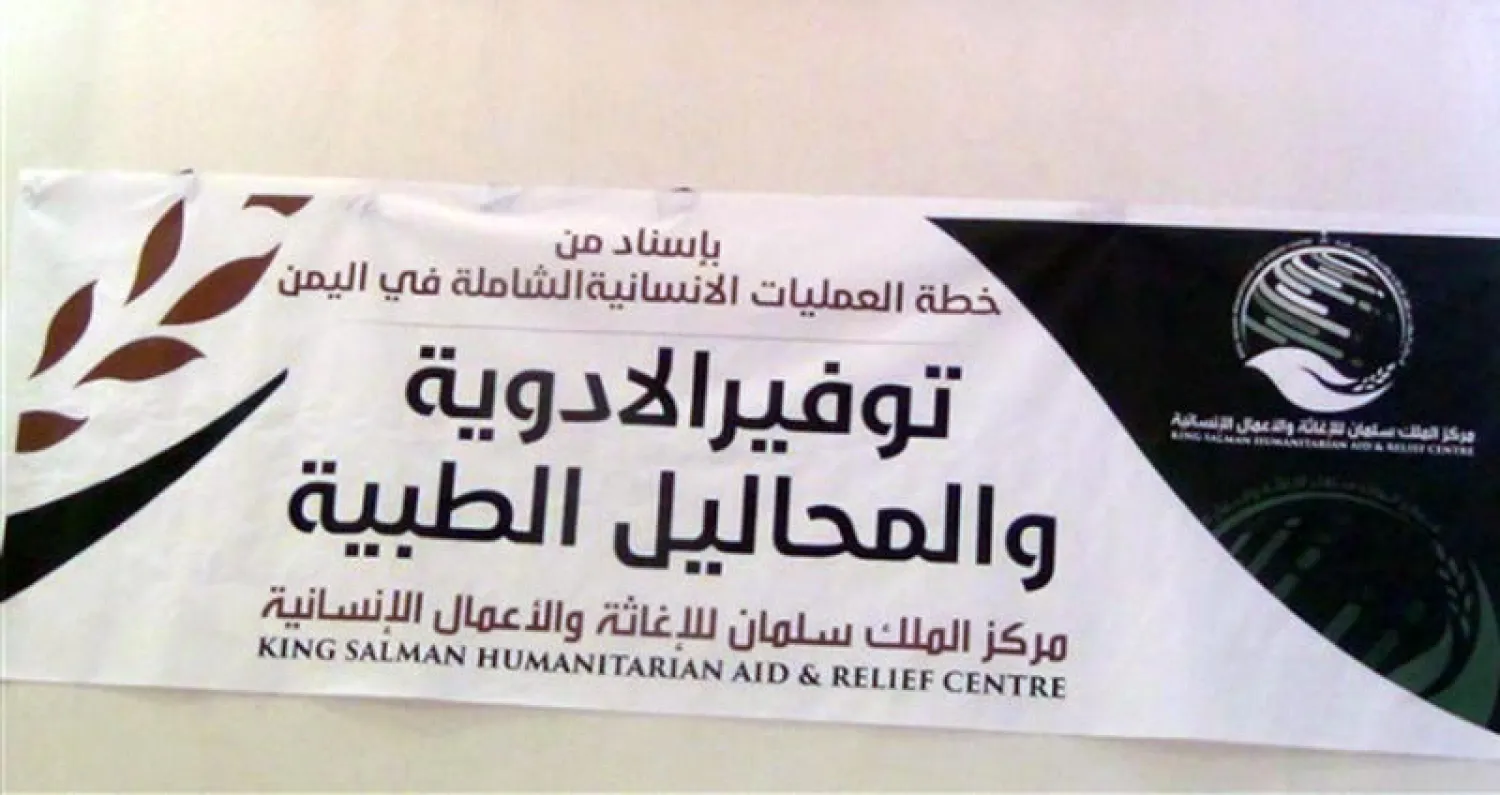 بإسناد من
خطة العمليات الانسانيةالشاملة في اليمن
توفيرالادوية
والمحاليل الطبية
مركز الملك سلمان للإغاثة والأعمال الإنسانية
KING SALMAN HUMANITARIAN AID & RELIEF CENTRE
مركز الملك سلمان للإغاثة والأعمال الإنسانية
KING SALMAN HUMANITARIAN AID & RELIEF CENTRE